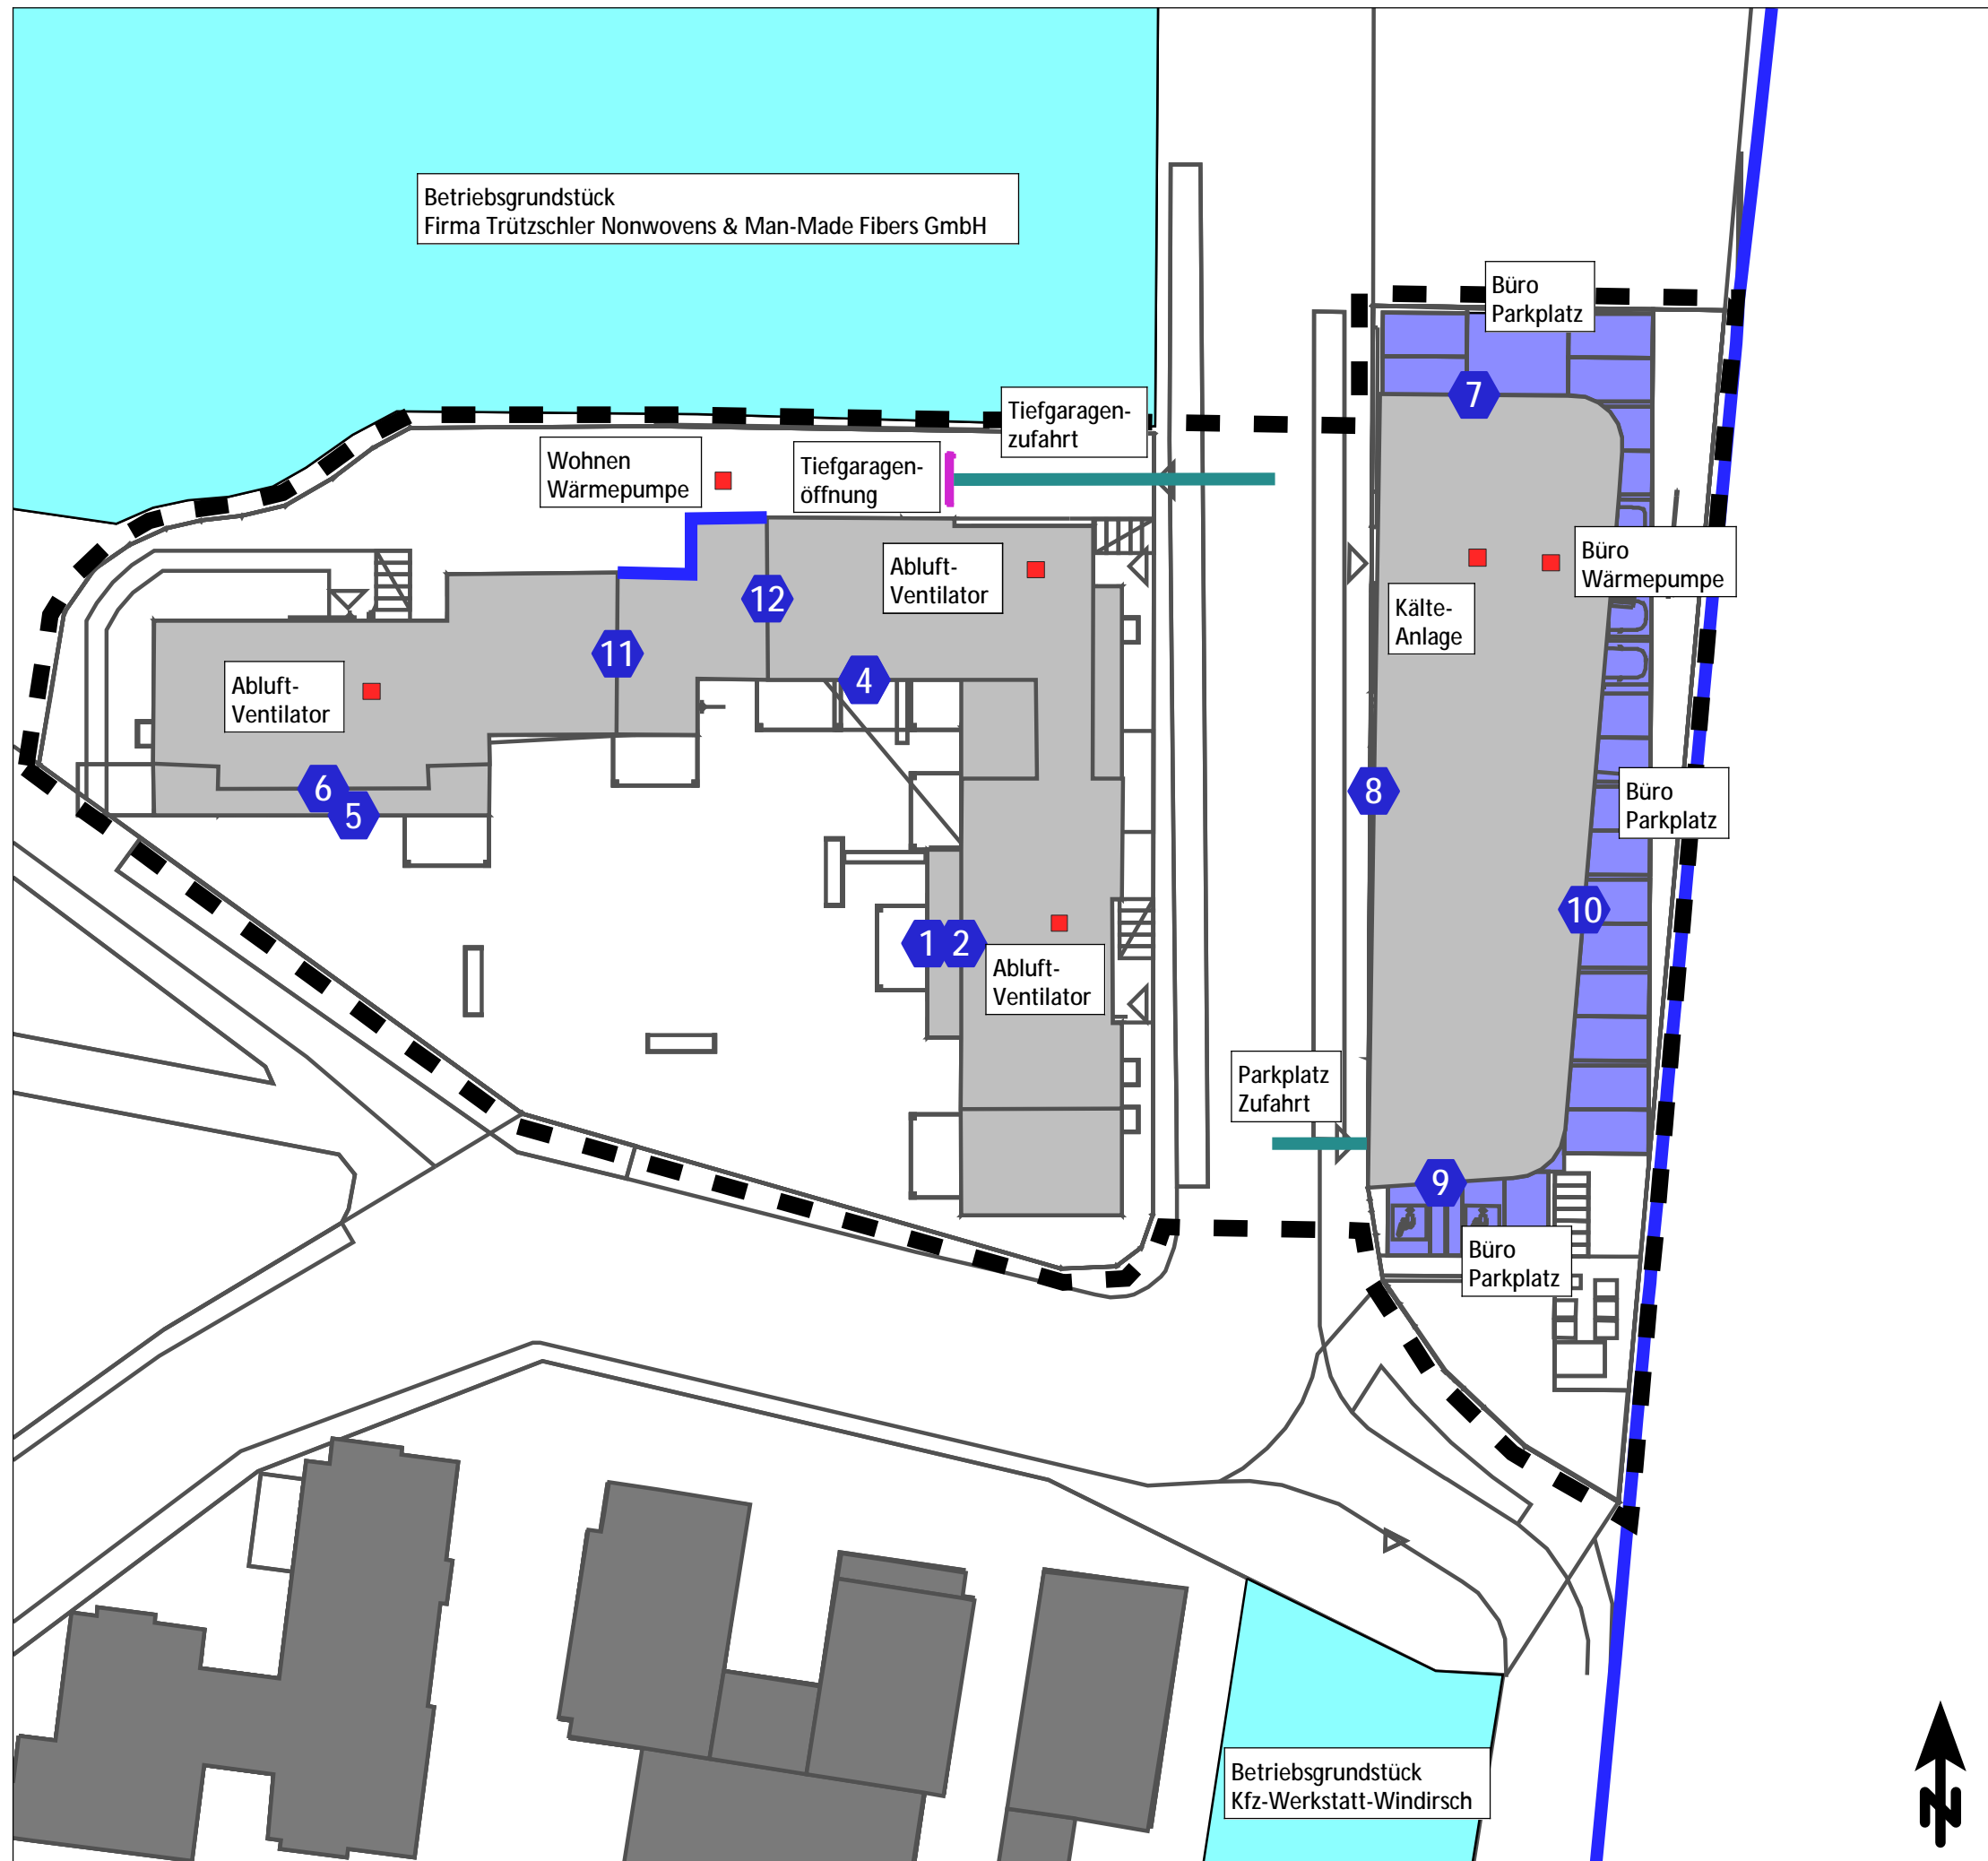 Betriebsgrundstück
Firma Trützschler Nonwovens & Man-Made Fibers GmbH
Büro
Parkplatz
7
Tiefgaragen-
zufahrt
Wohnen
Wärmepumpe
Tiefgaragen-
öffnung
Abluft-
Ventilator
12
Büro
Wärmepumpe
Kälte-
Anlage
11
4
Abluft-
Ventilator
6
5
8
Büro
Parkplatz
10
1
2
Abluft-
Ventilator
Parkplatz
Zufahrt
9
Büro
Parkplatz
Betriebsgrundstück
Kfz-Werkstatt-Windirsch
N